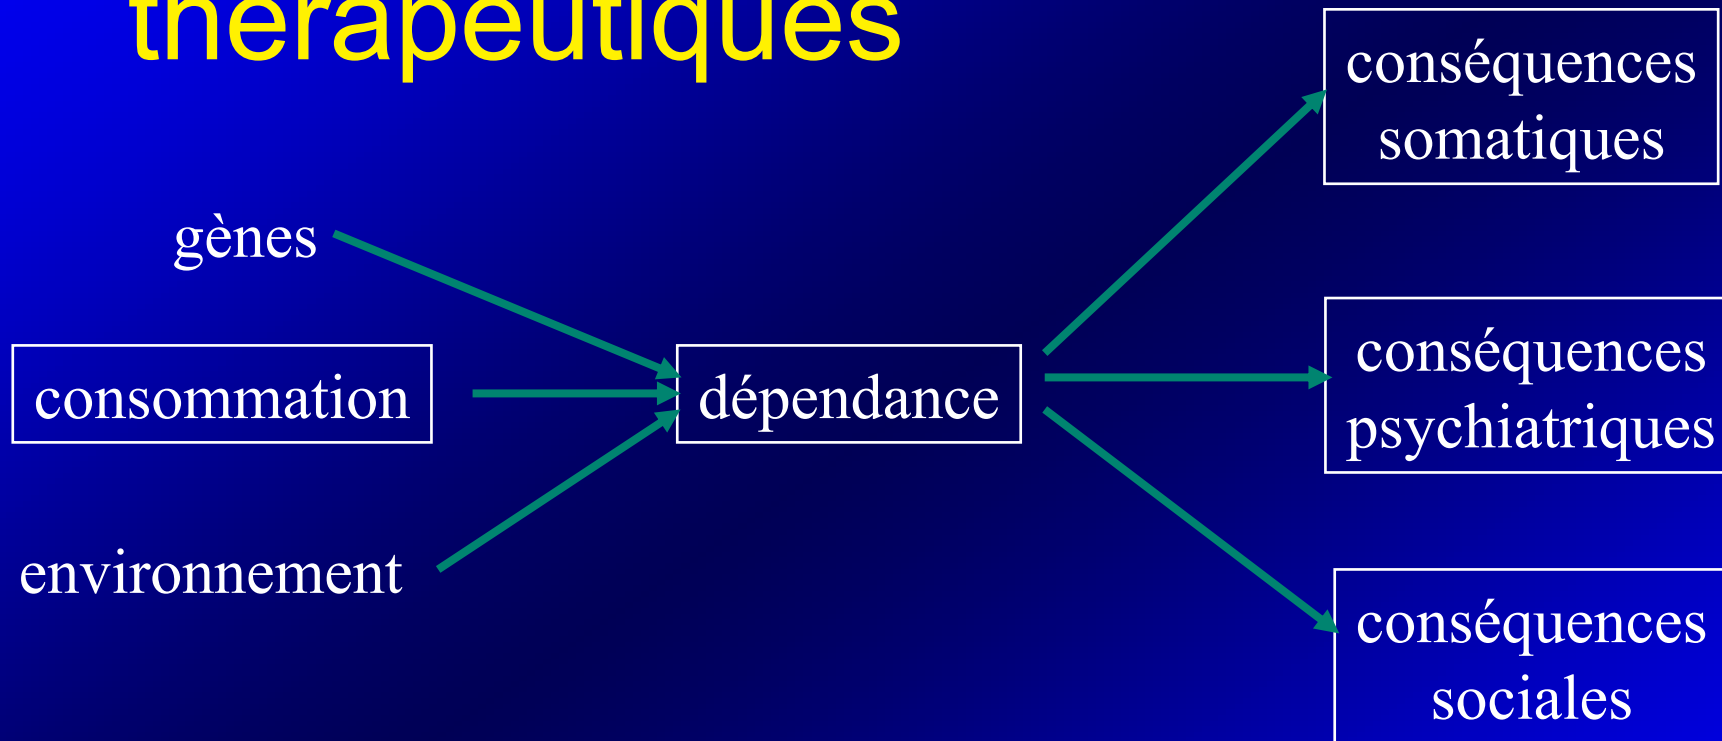 thérapeutiques
conséquences
somatiques
gènes
consommation
dépendance
conséquences
psychiatriques
environnement
conséquences
sociales